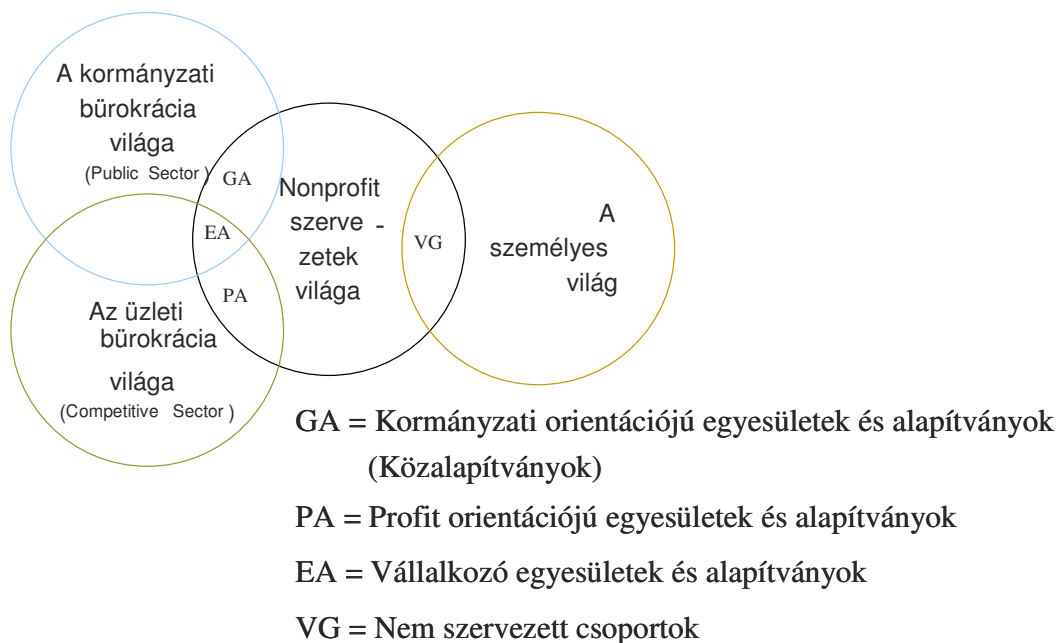 A kormányzati
bürokrácia
világa
(Public Sector)
GA
Nonprofit
szerve -
zetek
világa
EA
PA
VG
A
személyes
világ
Az üzleti
bürokrácia
világa
(Competitive Sector)
GA = Kormányzati orientációjú egyesületek és alapítványok
(Közalapítványok)
PA = Profit orientációjú egyesületek és alapítványok
EA = Vállalkozó egyesületek és alapítványok
VG = Nem szervezett csoportok